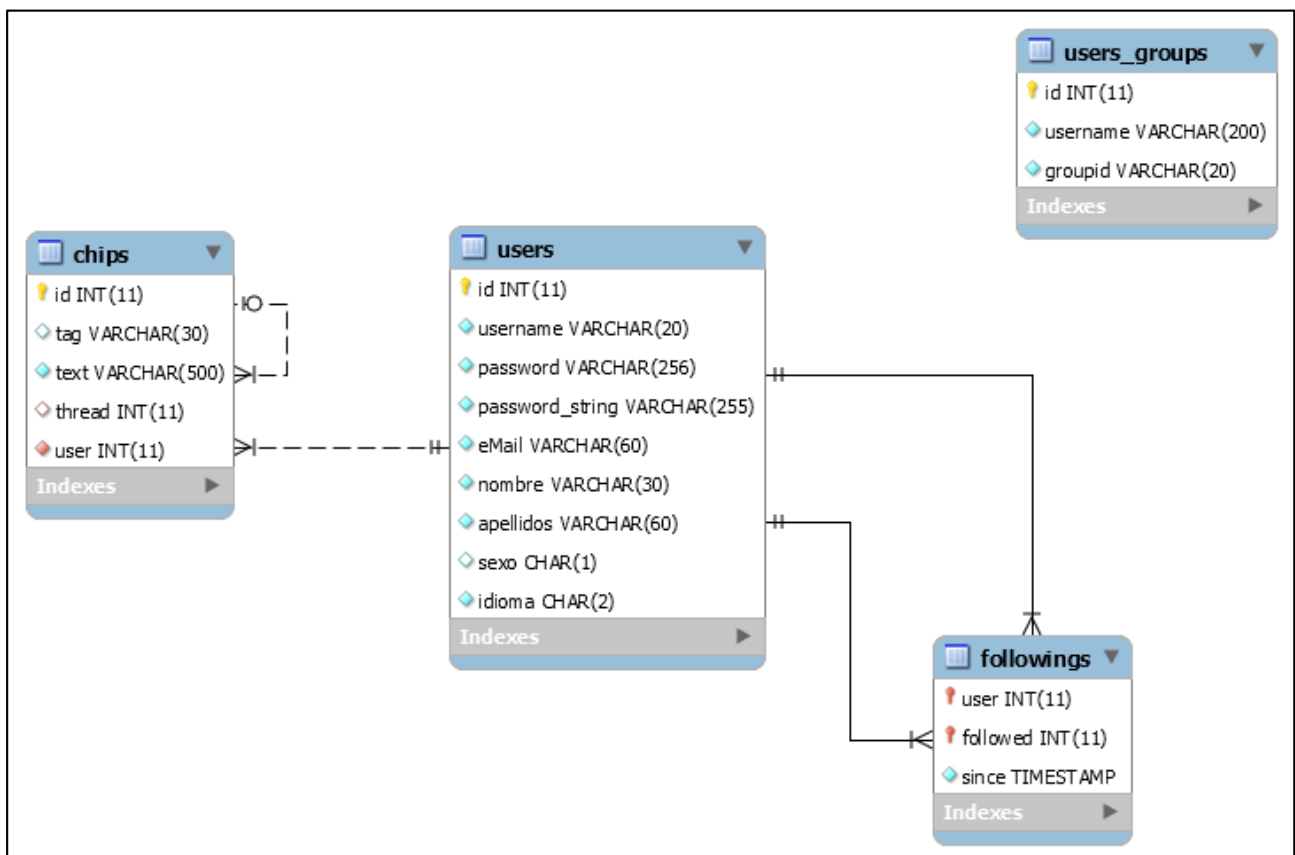 users_groups
id INT(11)
username VARCHAR(200)
groupid VARCHAR(20)
Indexes
chips
id INT(11)
tag VARCHAR(30)
text VARCHAR(500)
thread INT(11)
user INT(11)
Indexes
users
id INT(11)
username VARCHAR(20)
password VARCHAR(256)
password_string VARCHAR(255)
eMail VARCHAR(60)
nombre VARCHAR(30)
apellidos VARCHAR(60)
sexo CHAR(1)
idioma CHAR(2)
Indexes
followings
user INT(11)
followed INT(11)
since TIMESTAMP
Indexes